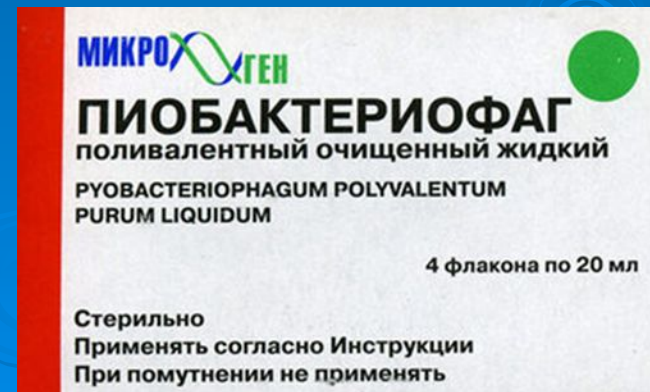 МИКРОГЕН
ПИОБАКТЕРИОФАГ
поливалентный очищенный жидкий
PYOBACTERIOPHAGUM POLYVALENTUM
PURUM LIQUIDUM
4 флакона по 20 мл
Стерильно
Применять согласно Инструкции
При помутнении не применять